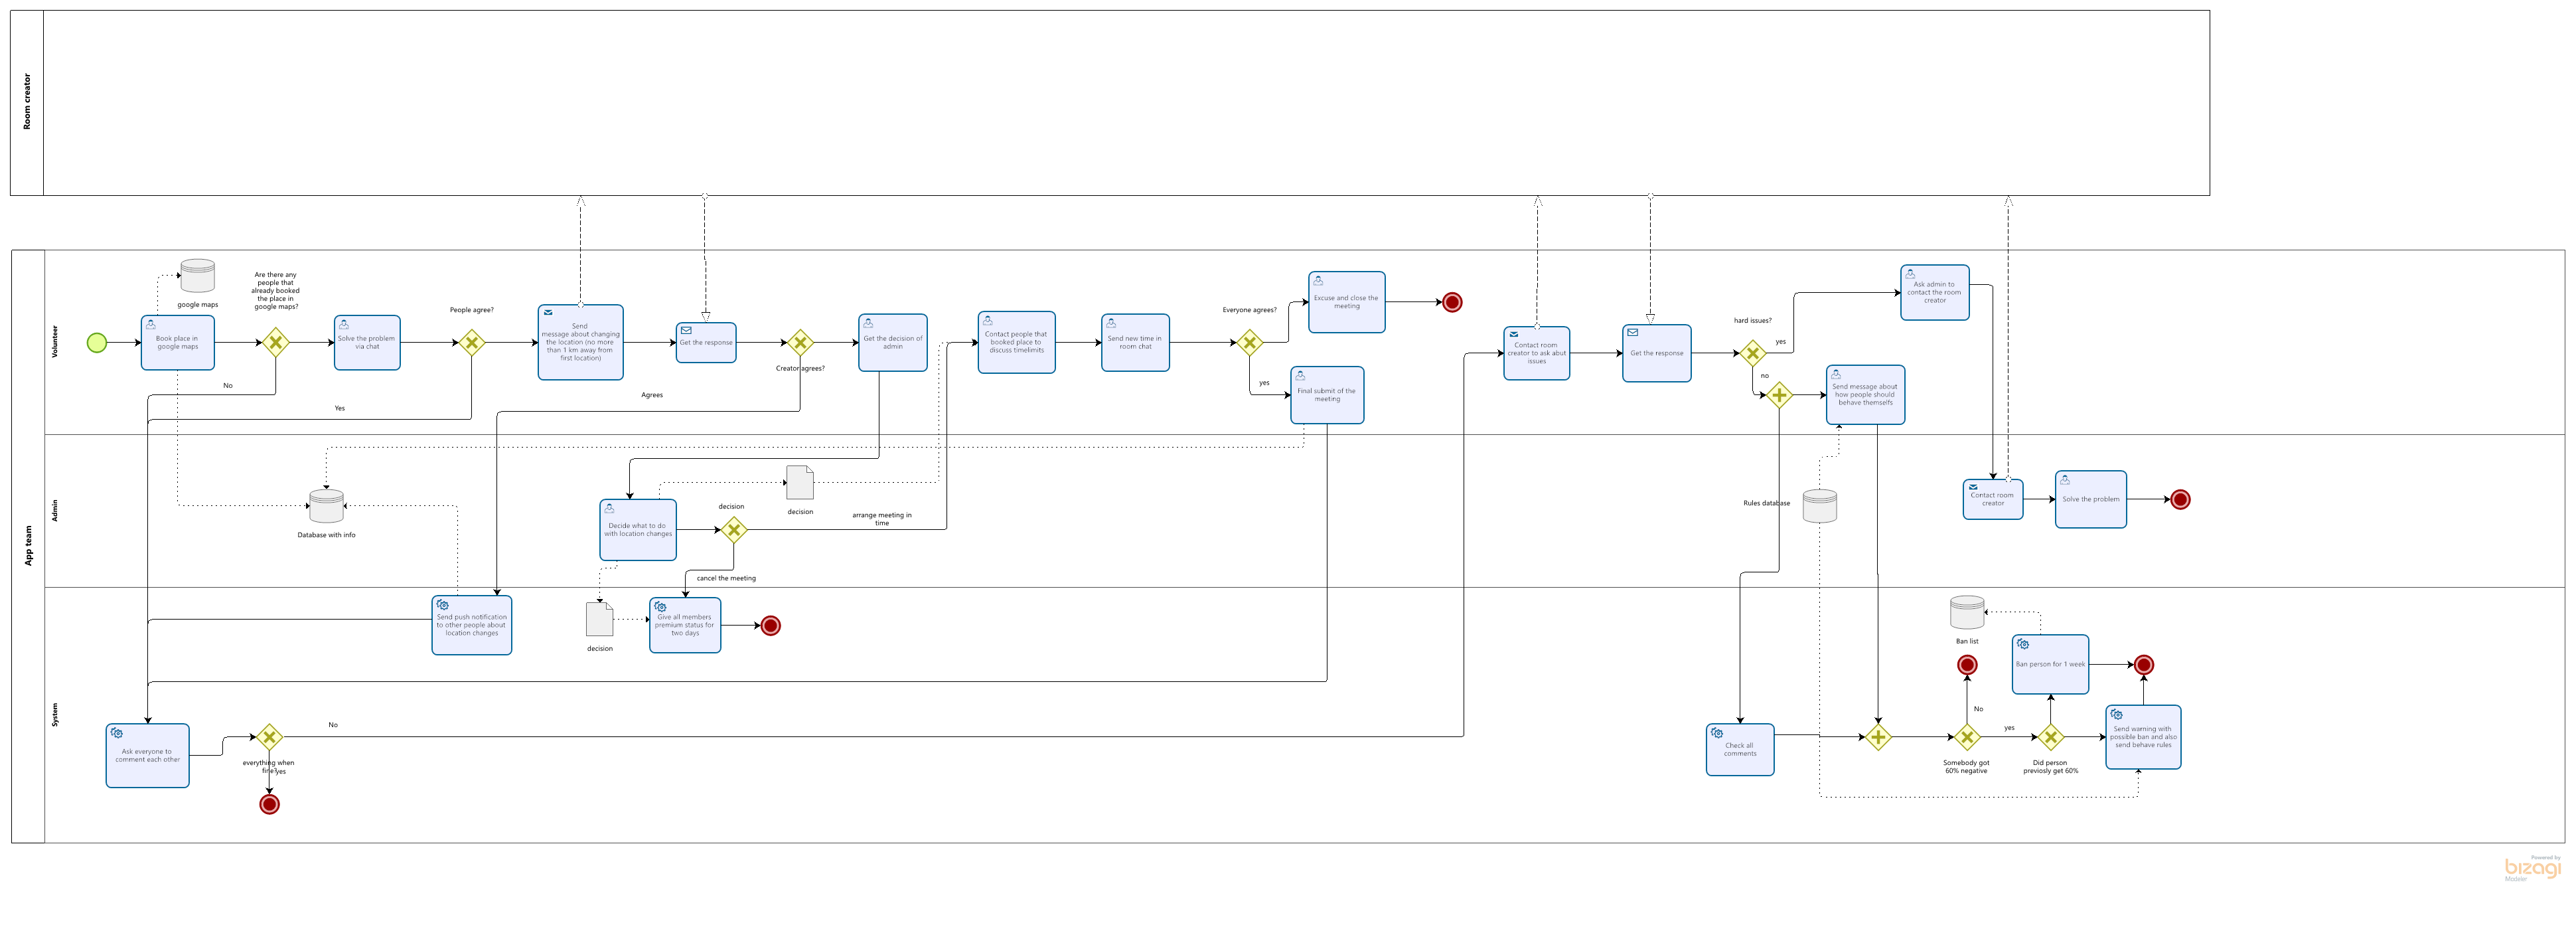 Room creator
App team
Volunteer
Admin
System
google maps
Book place in
google maps
Are there any
people that
already booked
the place in
google maps?
No
Solve the problem
via chat
People agree?
Yes
Send
message about changing
the location (no more
than 1 km away from
first location)
Get the response
Creator agrees?
Agrees
Get the decision of
admin
Contact people that
booked place to
discuss timelimits
Send new time in
room chat
Everyone agrees?
yes
Excuse and close the
meeting
Final submit of the
meeting
Contact room
creator to ask abut
issues
Get the response
hard issues?
yes
no
Ask admin to
contact the room
creator
Send message about
how people should
behave themselfs
Database with info
Decide what to do
with location changes
decision
decision
arrange meeting in
time
cancel the meeting
Rules database
Contact room
creator
Solve the problem
Send push notification
to other people about
location changes
decision
Give all members
premium status for
two days
Ask everyone to
comment each other
No
everything when
fine?
yes
Check all
comments
Ban list
No
Somebody got
60% negative
yes
Did person
previosly get 60%
Ban person for 1 week
Send warning with
possible ban and also
send behave rules
Powered by
bizagi
Modeler